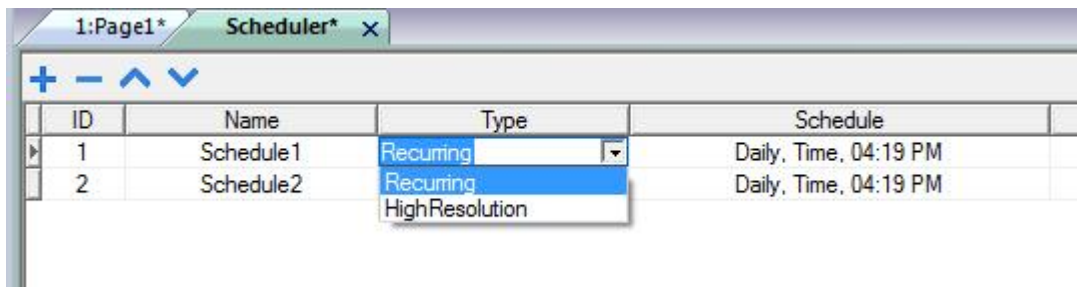 1:Page1* Scheduler*
ID Name Type Schedule
1 Schedule1 Recurring Daily, Time, 04:19 PM
2 Schedule2 Recurring Daily, Time, 04:19 PM
HighResolution